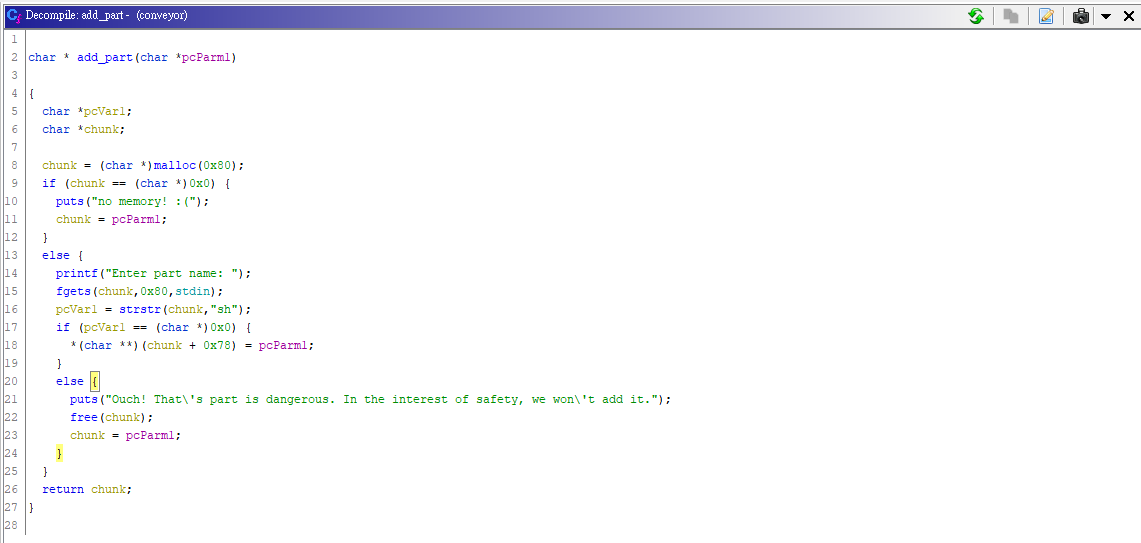 Decompile: add_part - (conveyor)
1
2 char * add_part(char *pcParm1)
3
4 {
5 char *pcVar1;
6 char *chunk;
7
8 chunk = (char *)malloc(0x80);
9 if (chunk == (char *)0x0) {
10 puts("no memory! :(");
11 chunk = pcParm1;
12 }
13 else {
14 printf("Enter part name: ");
15 fgets(chunk,0x80,stdin);
16 pcVar1 = strstr(chunk,"sh");
17 if (pcVar1 == (char *)0x0) {
18 *(char **)(chunk + 0x78) = pcParm1;
19 }
20 else {
21 puts("Ouch! That\'s part is dangerous. In the interest of safety, we won\'t add it.");
22 free(chunk);
23 chunk = pcParm1;
24 }
25 }
26 return chunk;
27 }
28